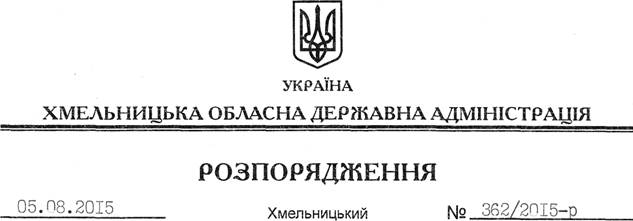 УКРАЇНА
ХМЕЛЬНИЦЬКА ОБЛАСНА ДЕРЖАВНА АДМІНІСТРАЦІЯ
РОЗПОРЯДЖЕННЯ
05.08.2015 Хмельницький № 362/2015-р